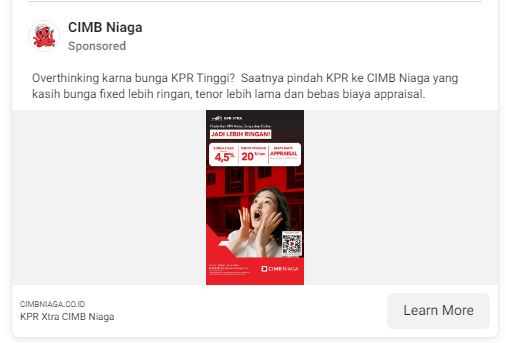 CIMB Niaga
Sponsored
Overthinking karna bunga KPR Tinggi? Saatnya pindah KPR ke CIMB Niaga yang
kasih bunga fixed lebih ringan, tenor lebih lama dan bebas biaya appraisal.
KPR XTRA
JADI LEBIH RINGAN!
4,5%
20
APPRAISAL
CIMB NIAGA
CIMBNIAGA.CO.ID
KPR Xtra CIMB Niaga
Learn More